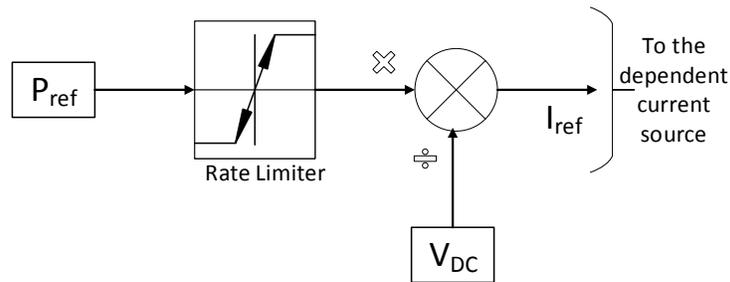 P_ref
Rate Limiter
×
÷
V_DC
I_ref
To the
dependent
current
source